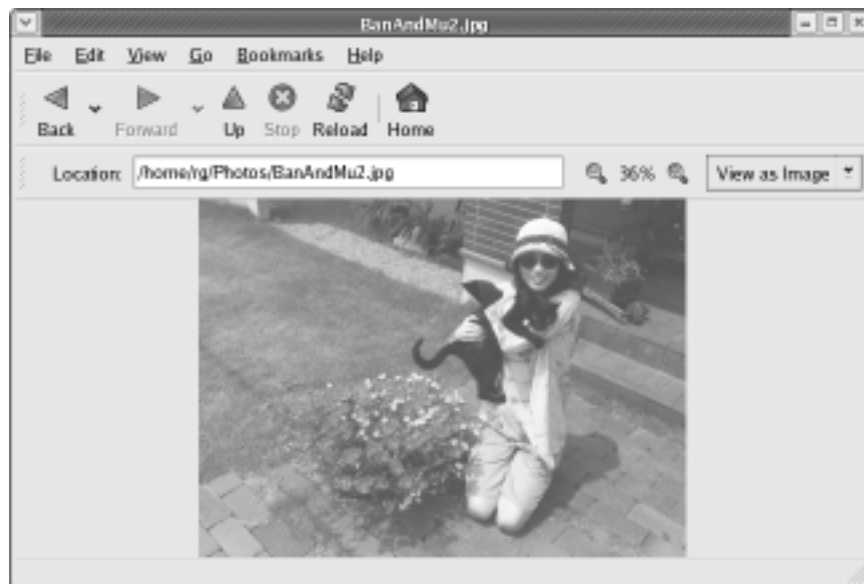 BanAndMu2.jpg
File Edit View Go Bookmarks Help
Back Forward Up Stop Reload Home
Location: /home/rg/Photos/BanAndMu2.jpg 36% View as Image